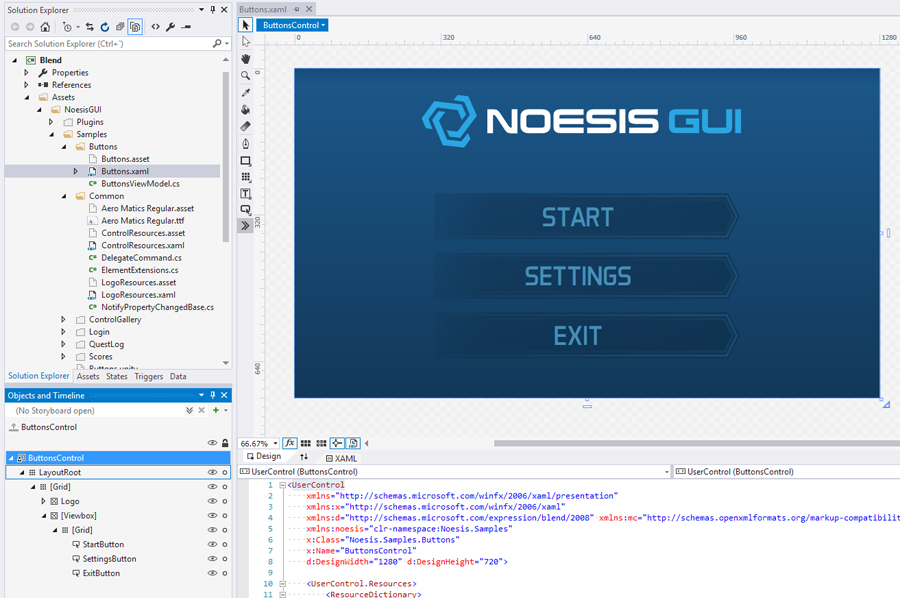 Solution Explorer
Search Solution Explorer (Ctrl+')
Blend
Properties
References
Assets
NoesisGUI
Plugins
Samples
Buttons
Buttons.asset
Buttons.xaml
ButtonsViewModel.cs
Common
Aero Matics Regular.asset
Aero Matics Regular.ttf
ControlResources.asset
ControlResources.xaml
DelegateCommand.cs
ElementExtensions.cs
LogoResources.asset
LogoResources.xaml
NotifyPropertyChangedBase.cs
ControlGallery
Login
QuestLog
Scores
Buttons.unity
Solution Explorer Assets States Triggers Data
Objects and Timeline
(No Storyboard open)
ButtonsControl
ButtonsControl
LayoutRoot
[Grid]
Logo
[Viewbox]
[Grid]
StartButton
SettingsButton
ExitButton
Buttons.xaml
ButtonsControl
0 320 640 960 1280
0
320
640
NOESIS GUI
START
SETTINGS
EXIT
66.67% fx
Design XAML
UserControl (ButtonsControl) UserControl (ButtonsControl)
1 <UserControl
2 xmlns="http://schemas.microsoft.com/winfx/2006/xaml/presentation"
3 xmlns:x="http://schemas.microsoft.com/winfx/2006/xaml"
4 xmlns:d="http://schemas.microsoft.com/expression/blend/2008" xmlns:mc="http://schemas.openxmlformats.org/markup-compatibili
5 xmlns:noesis="clr-namespace:Noesis.Samples"
6 x:Class="Noesis.Samples.Buttons"
7 x:Name="ButtonsControl"
8 d:DesignWidth="1280" d:DesignHeight="720">
9
10 <UserControl.Resources>
11 <ResourceDictionary>